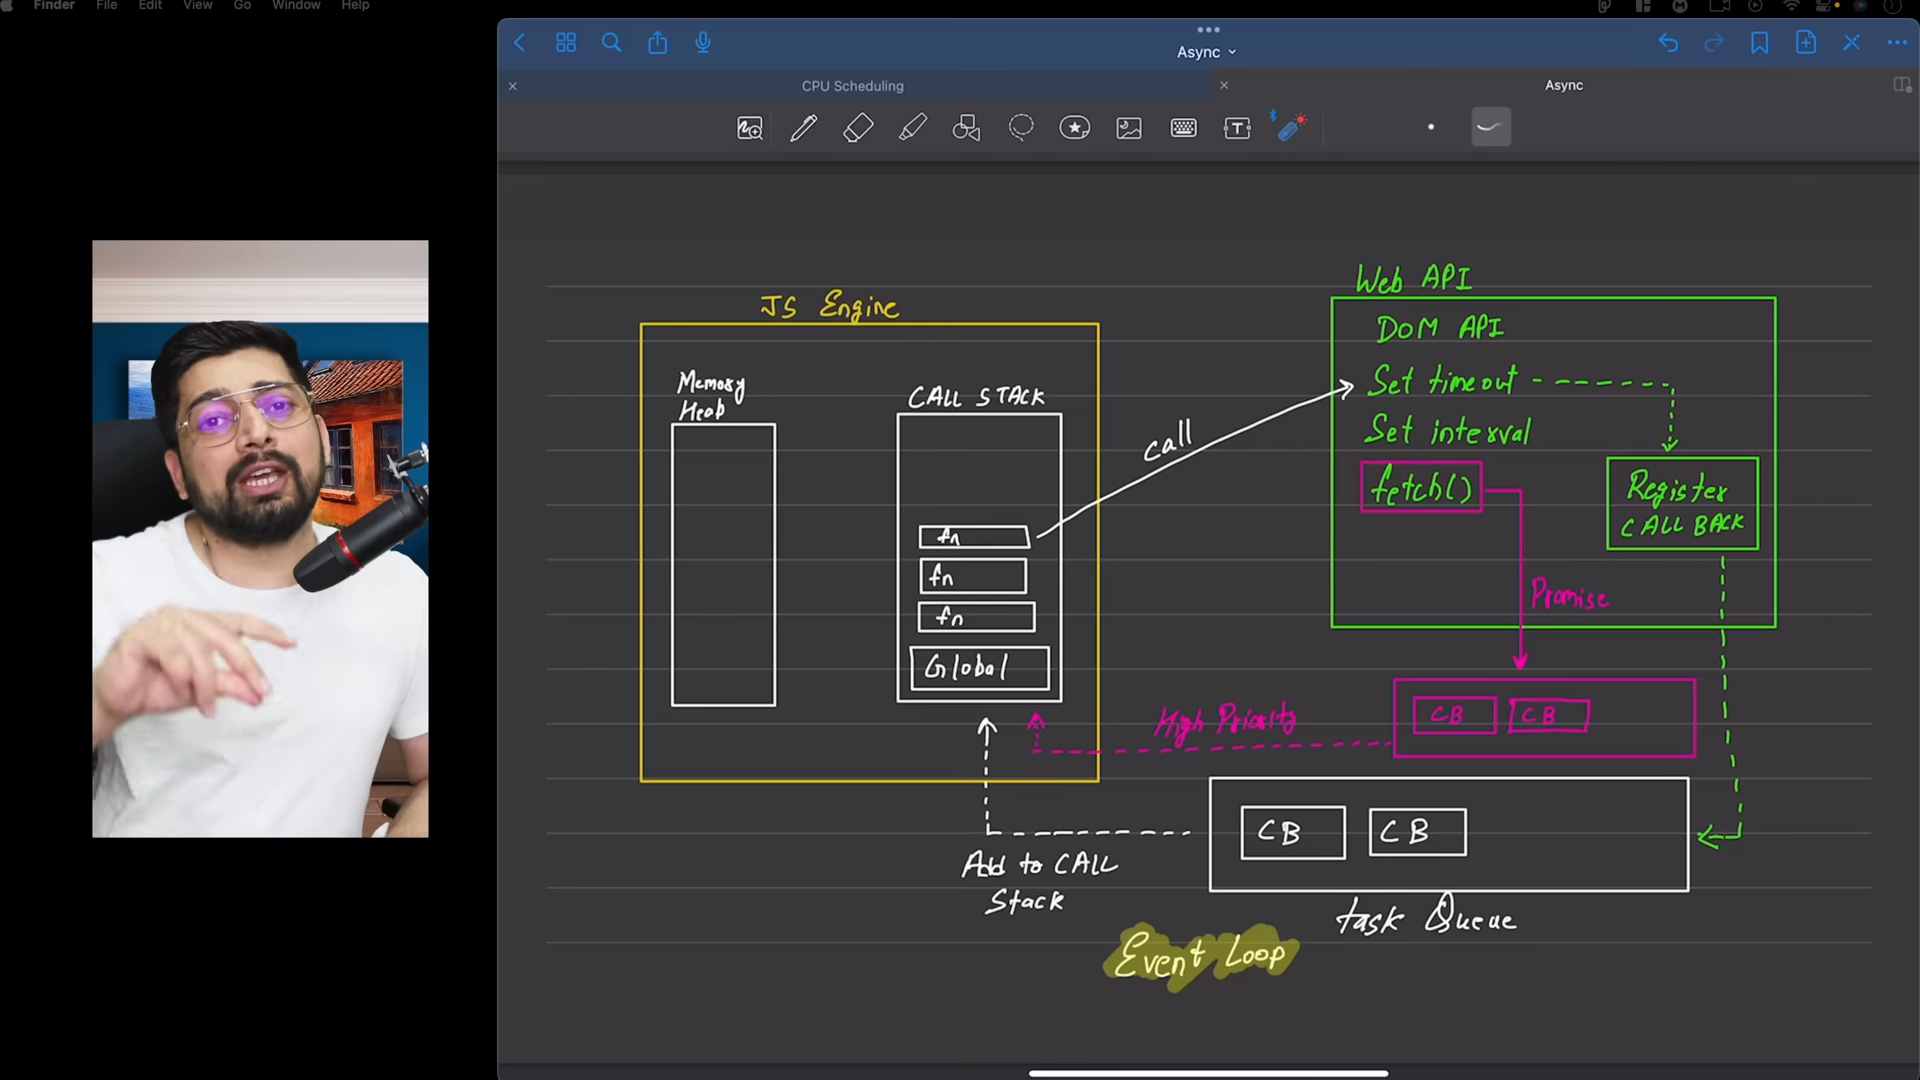 Finder File Edit View Go Window Help
Async
CPU Scheduling
Async
T
Web API
JS Engine
DOM API
Memory
Heap
CALL STACK
Set timeout
call
Set interval
fetch()
Register
CALL BACK
fn
fn
Promise
fn
Global
High Priority
CB CB
CB CB
Add to CALL
Stack
task Queue
Event Loop